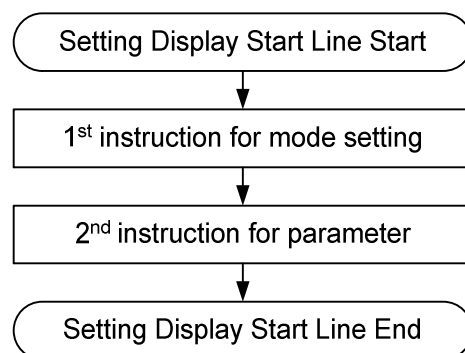 Setting Display Start Line Start
1st instruction for mode setting
2nd instruction for parameter
Setting Display Start Line End